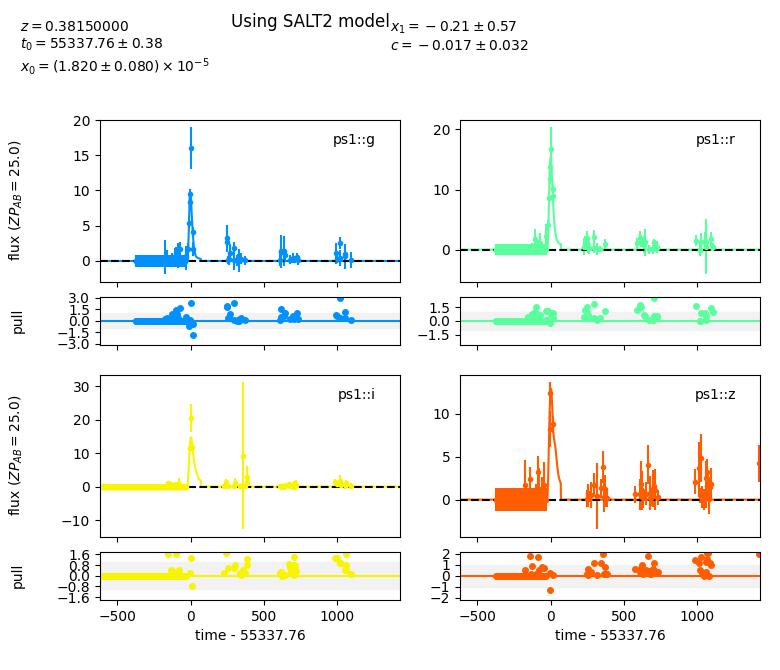 Using SALT2 model
z = 0.38150000
t₀ = 55337.76 ± 0.38
x₀ = (1.820 ± 0.080) × 10⁻⁵
x₁ = −0.21 ± 0.57
c = −0.017 ± 0.032
20
15
10
5
0
flux (ZP_AB = 25.0)
ps1::g
20
10
0
ps1::r
3.0
1.5
0.0
−1.5
−3.0
pull
1.5
0.0
−1.5
30
20
10
0
−10
flux (ZP_AB = 25.0)
ps1::i
10
5
0
ps1::z
1.6
0.8
0.0
−0.8
−1.6
pull
−500 0 500 1000
time - 55337.76
2
1
0
−1
−2
−500 0 500 1000
time - 55337.76